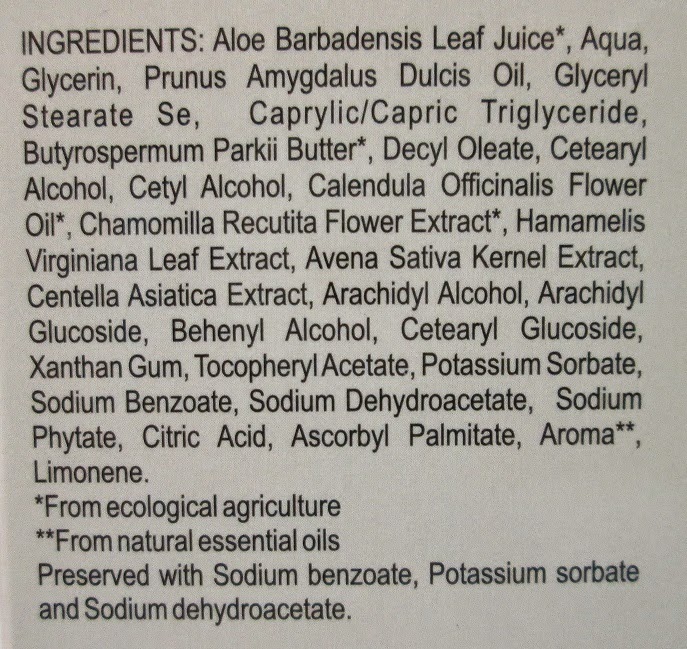 INGREDIENTS: Aloe Barbadensis Leaf Juice*, Aqua,
Glycerin, Prunus Amygdalus Dulcis Oil, Glyceryl
Stearate Se, Caprylic/Capric Triglyceride,
Butyrospermum Parkii Butter*, Decyl Oleate, Cetearyl
Alcohol, Cetyl Alcohol, Calendula Officinalis Flower
Oil*, Chamomilla Recutita Flower Extract*, Hamamelis
Virginiana Leaf Extract, Avena Sativa Kernel Extract,
Centella Asiatica Extract, Arachidyl Alcohol, Arachidyl
Glucoside, Behenyl Alcohol, Cetearyl Glucoside,
Xanthan Gum, Tocopheryl Acetate, Potassium Sorbate,
Sodium Benzoate, Sodium Dehydroacetate, Sodium
Phytate, Citric Acid, Ascorbyl Palmitate, Aroma**,
Limonene.
*From ecological agriculture
**From natural essential oils
Preserved with Sodium benzoate, Potassium sorbate
and Sodium dehydroacetate.